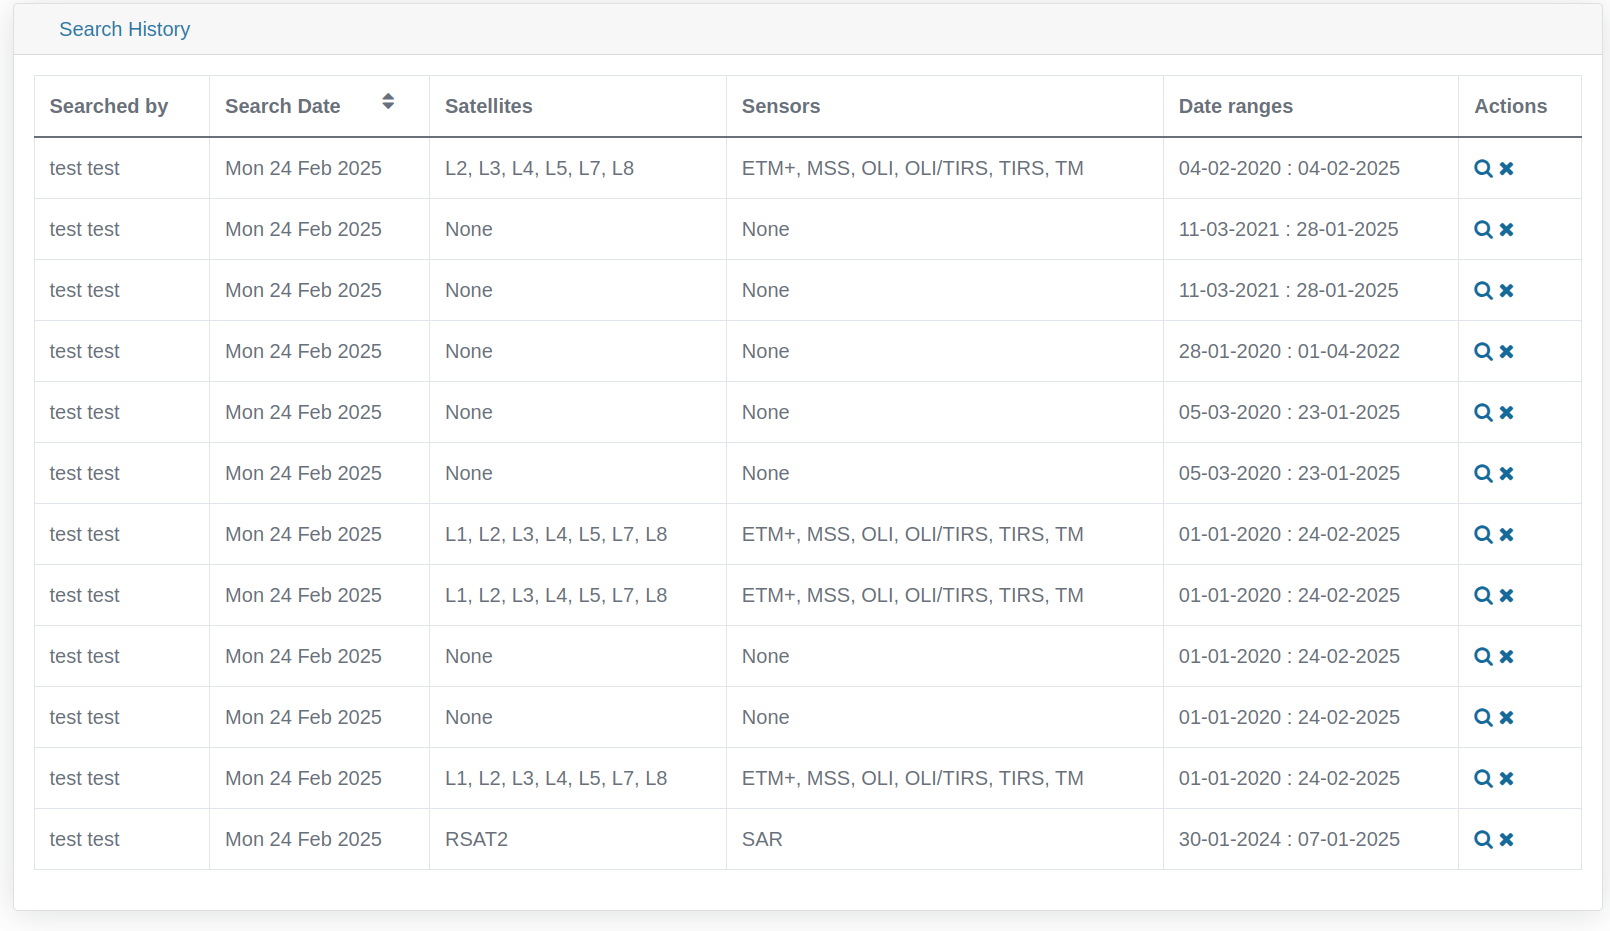 Search History
Searched by Search Date Satellites Sensors Date ranges Actions
test test Mon 24 Feb 2025 L2, L3, L4, L5, L7, L8 ETM+, MSS, OLI, OLI/TIRS, TIRS, TM 04-02-2020 : 04-02-2025
test test Mon 24 Feb 2025 None None 11-03-2021 : 28-01-2025
test test Mon 24 Feb 2025 None None 11-03-2021 : 28-01-2025
test test Mon 24 Feb 2025 None None 28-01-2020 : 01-04-2022
test test Mon 24 Feb 2025 None None 05-03-2020 : 23-01-2025
test test Mon 24 Feb 2025 None None 05-03-2020 : 23-01-2025
test test Mon 24 Feb 2025 L1, L2, L3, L4, L5, L7, L8 ETM+, MSS, OLI, OLI/TIRS, TIRS, TM 01-01-2020 : 24-02-2025
test test Mon 24 Feb 2025 L1, L2, L3, L4, L5, L7, L8 ETM+, MSS, OLI, OLI/TIRS, TIRS, TM 01-01-2020 : 24-02-2025
test test Mon 24 Feb 2025 None None 01-01-2020 : 24-02-2025
test test Mon 24 Feb 2025 None None 01-01-2020 : 24-02-2025
test test Mon 24 Feb 2025 L1, L2, L3, L4, L5, L7, L8 ETM+, MSS, OLI, OLI/TIRS, TIRS, TM 01-01-2020 : 24-02-2025
test test Mon 24 Feb 2025 RSAT2 SAR 30-01-2024 : 07-01-2025